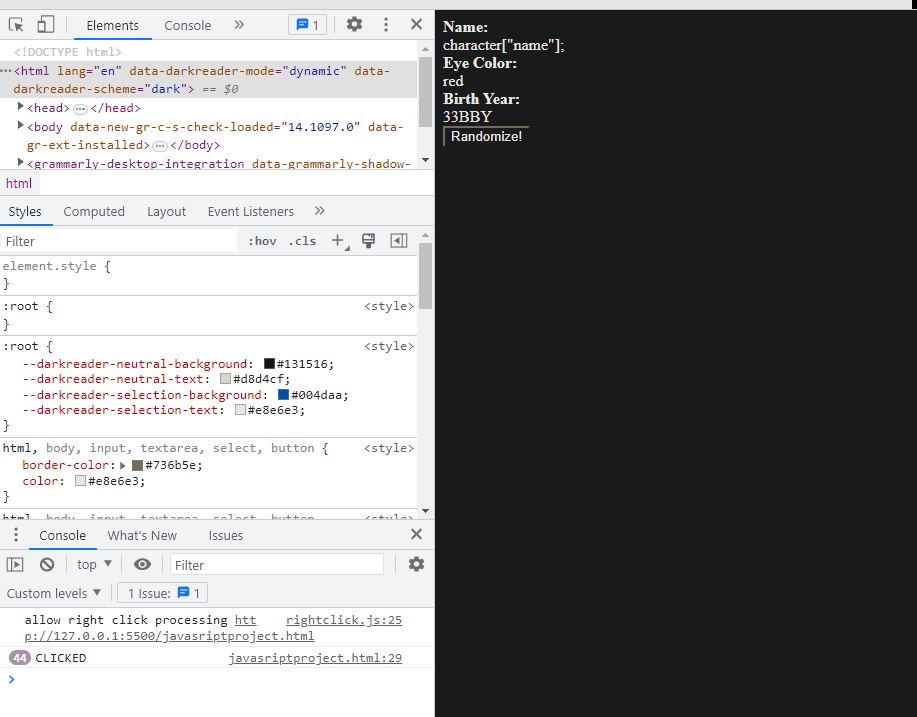 Elements Console » 1
<!DOCTYPE html>
···<html lang="en" data-darkreader-mode="dynamic" data-
darkreader-scheme="dark"> == $0
<head> … </head>
<body data-new-gr-c-s-check-loaded="14.1097.0" data-
gr-ext-installed> … </body>
<grammarly-desktop-integration data-grammarly-shadow-
html
Styles Computed Layout Event Listeners »
Filter :hov .cls +
element.style {
}
:root { <style>
}
:root { <style>
--darkreader-neutral-background: #131516;
--darkreader-neutral-text: #d8d4cf;
--darkreader-selection-background: #004daa;
--darkreader-selection-text: #e8e6e3;
}
html, body, input, textarea, select, button { <style>
border-color: #736b5e;
color: #e8e6e3;
}
html, body, input, textarea, select, button <style>
Console What's New Issues
top Filter
Custom levels 1 Issue: 1
allow right click processing htt rightclick.js:25
p://127.0.0.1:5500/javasriptproject.html
44 CLICKED javasriptproject.html:29
Name:
character["name"];
Eye Color:
red
Birth Year:
33BBY
Randomize!